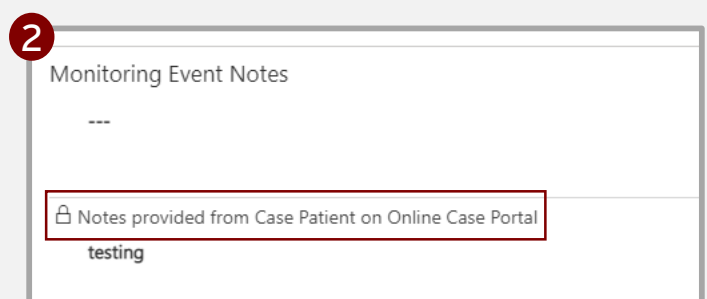 2
Monitoring Event Notes
---
Notes provided from Case Patient on Online Case Portal
testing